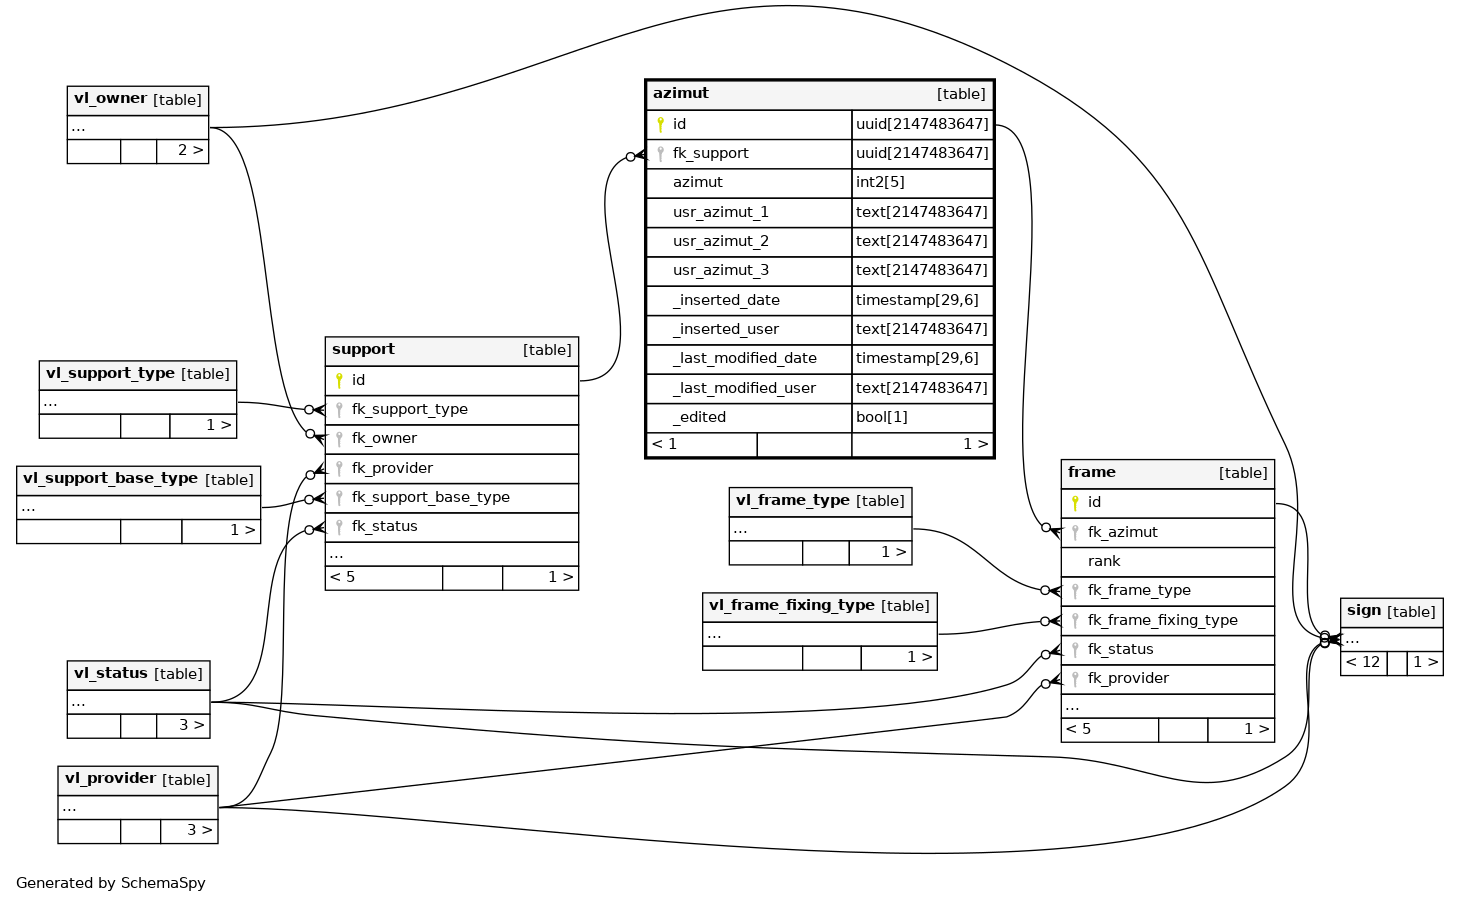 vl_owner [table]
...
2 >
azimut [table]
id uuid[2147483647]
fk_support uuid[2147483647]
azimut int2[5]
usr_azimut_1 text[2147483647]
usr_azimut_2 text[2147483647]
usr_azimut_3 text[2147483647]
_inserted_date timestamp[29,6]
_inserted_user text[2147483647]
_last_modified_date timestamp[29,6]
_last_modified_user text[2147483647]
_edited bool[1]
< 1 1 >
support [table]
id
fk_support_type
fk_owner
fk_provider
fk_support_base_type
fk_status
...
< 5 1 >
vl_support_type [table]
...
1 >
vl_support_base_type [table]
...
1 >
vl_frame_type [table]
...
1 >
vl_frame_fixing_type [table]
...
1 >
frame [table]
id
fk_azimut
rank
fk_frame_type
fk_frame_fixing_type
fk_status
fk_provider
...
< 5 1 >
sign [table]
...
< 12 1 >
vl_status [table]
...
3 >
vl_provider [table]
...
3 >
Generated by SchemaSpy